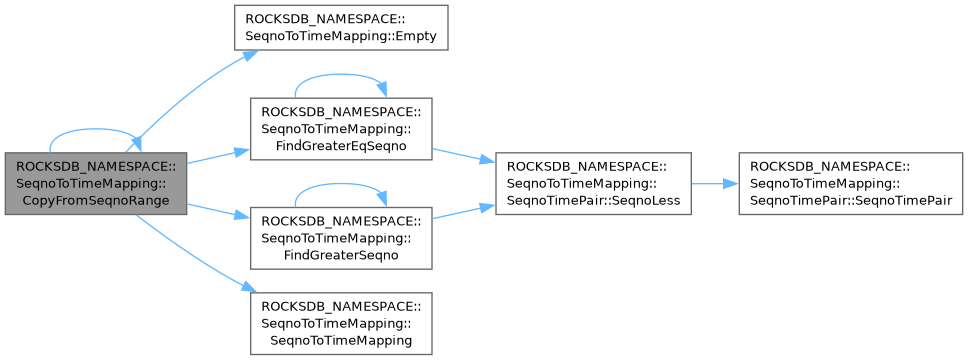 ROCKSDB_NAMESPACE::
SeqnoToTimeMapping::Empty
ROCKSDB_NAMESPACE::
SeqnoToTimeMapping::
FindGreaterEqSeqno
ROCKSDB_NAMESPACE::
SeqnoToTimeMapping::
CopyFromSeqnoRange
ROCKSDB_NAMESPACE::
SeqnoToTimeMapping::
SeqnoTimePair::SeqnoLess
ROCKSDB_NAMESPACE::
SeqnoToTimeMapping::
SeqnoTimePair::SeqnoTimePair
ROCKSDB_NAMESPACE::
SeqnoToTimeMapping::
FindGreaterSeqno
ROCKSDB_NAMESPACE::
SeqnoToTimeMapping::
SeqnoToTimeMapping